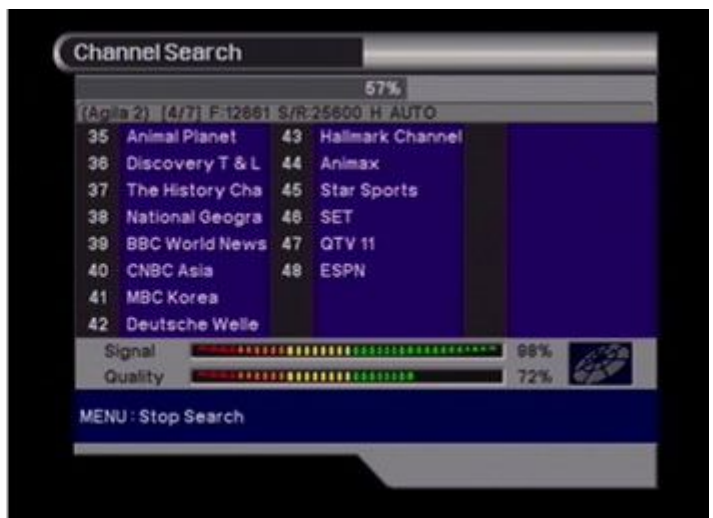 Channel Search
57%
(Agila 2) [4/7] F:12661 S/R:25600 H AUTO
35 Animal Planet
36 Discovery T & L
37 The History Cha
38 National Geogra
39 BBC World News
40 CNBC Asia
41 MBC Korea
42 Deutsche Welle
43 Hallmark Channel
44 Animax
45 Star Sports
46 SET
47 QTV 11
48 ESPN
Signal 98%
Quality 72%
MENU : Stop Search